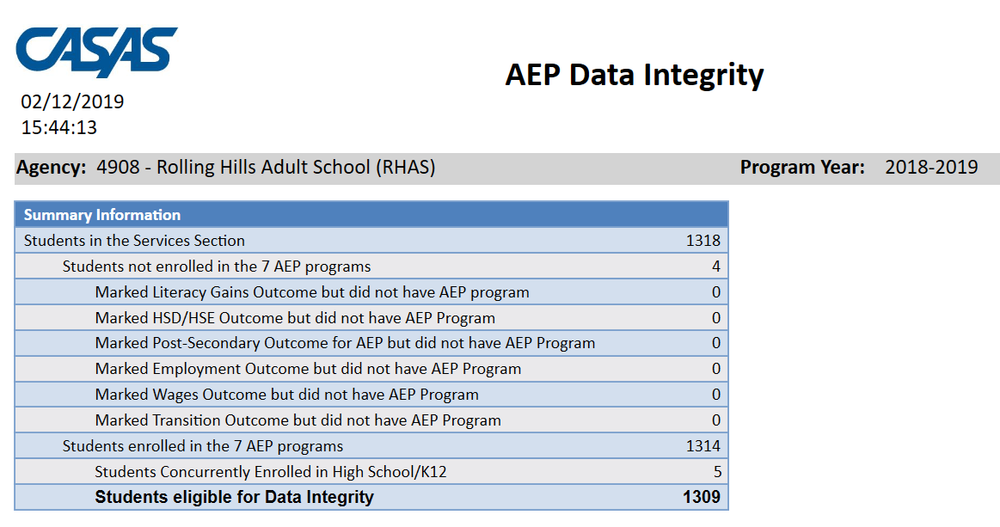 CASAS
AEP Data Integrity
02/12/2019
15:44:13
Agency: 4908 - Rolling Hills Adult School (RHAS) Program Year: 2018-2019
Summary Information
Students in the Services Section 1318
Students not enrolled in the 7 AEP programs 4
Marked Literacy Gains Outcome but did not have AEP program 0
Marked HSD/HSE Outcome but did not have AEP Program 0
Marked Post-Secondary Outcome for AEP but did not have AEP Program 0
Marked Employment Outcome but did not have AEP Program 0
Marked Wages Outcome but did not have AEP Program 0
Marked Transition Outcome but did not have AEP Program 0
Students enrolled in the 7 AEP programs 1314
Students Concurrently Enrolled in High School/K12 5
Students eligible for Data Integrity 1309